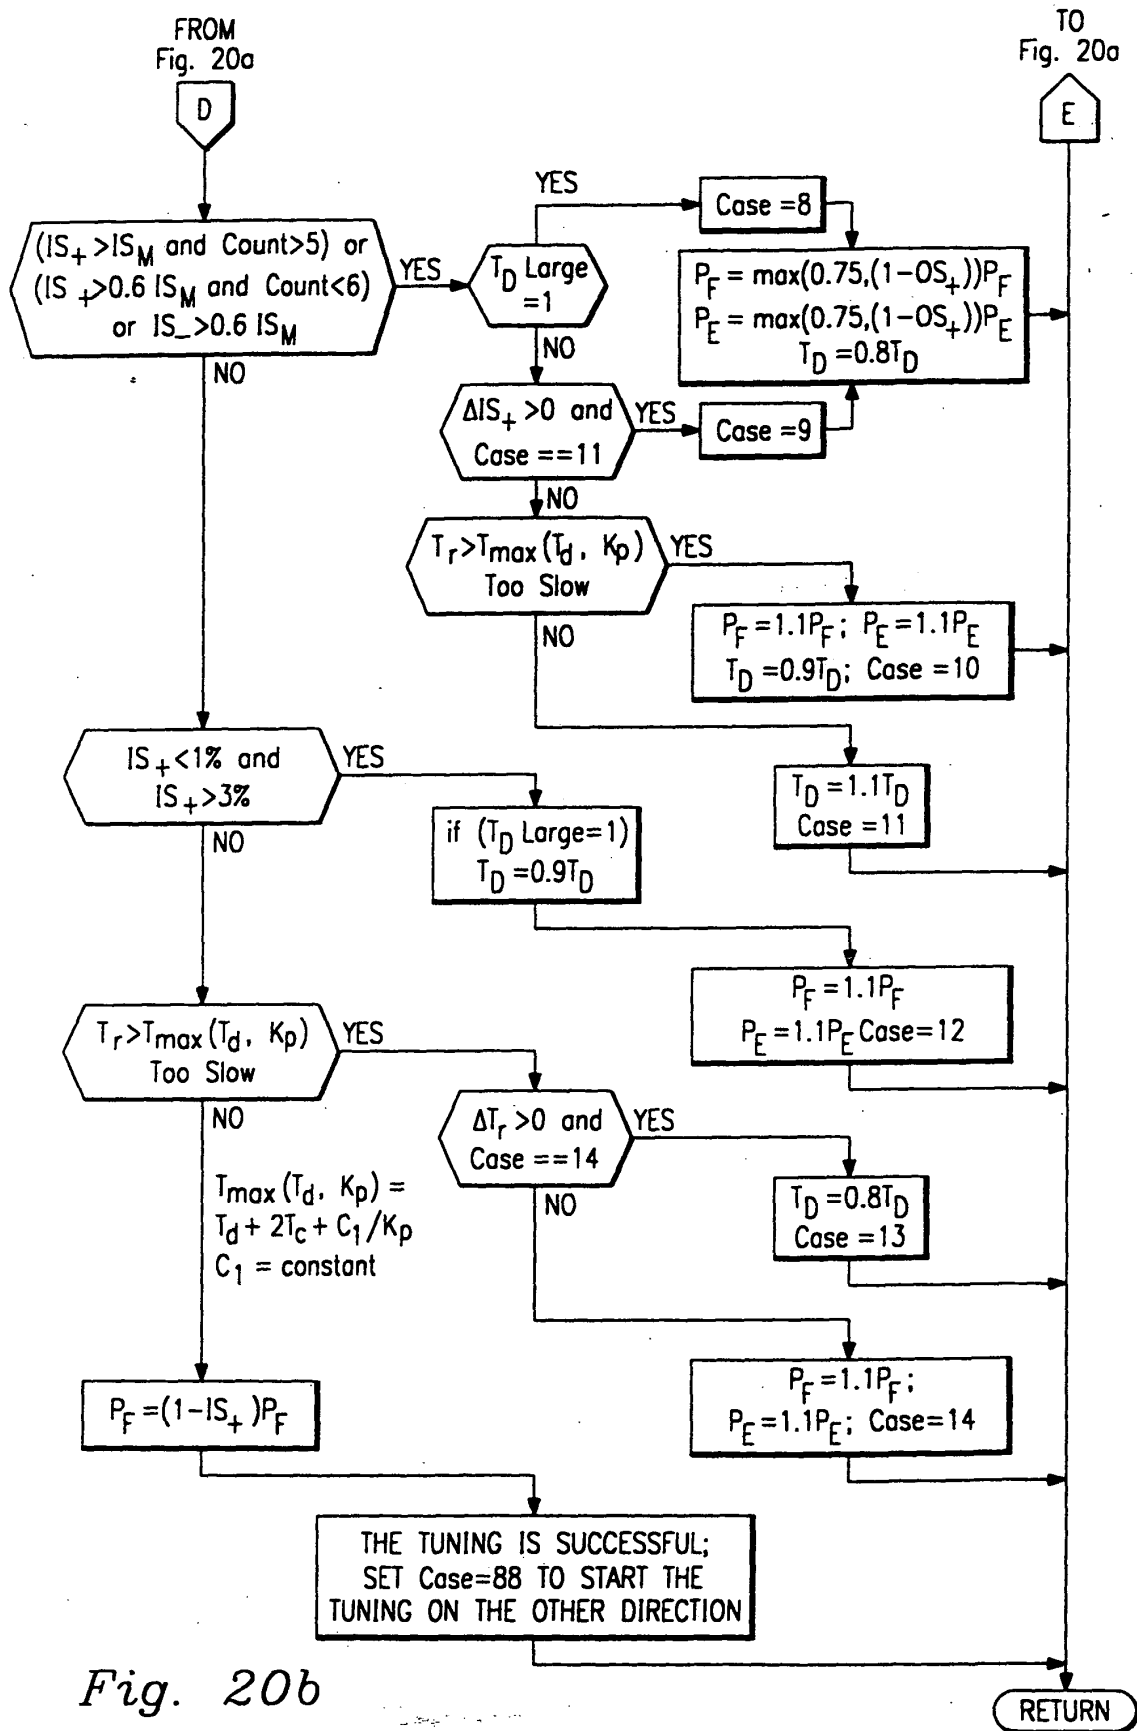 FROM
Fig. 20a
D
TO
Fig. 20a
E
(IS+ >ISM and Count>5) or
(IS +>0.6 ISM and Count<6)
or IS_>0.6 ISM
YES
NO
TD Large
=1
YES
NO
Case =8
PF = max(0.75,(1-OS+))PF
PE = max(0.75,(1-OS+))PE
TD =0.8TD
ΔIS+ >0 and
Case ==11
YES
NO
Case =9
Tr>Tmax(Td, Kp)
Too Slow
YES
NO
PF =1.1PF; PE =1.1PE
TD =0.9TD; Case =10
TD =1.1TD
Case =11
IS+<1% and
IS+>3%
YES
NO
if (TD Large=1)
TD =0.9TD
PF =1.1PF
PE =1.1PE Case=12
Tr>Tmax(Td, Kp)
Too Slow
YES
NO
ΔTr >0 and
Case ==14
YES
NO
TD =0.8TD
Case =13
Tmax(Td, Kp) =
Td + 2Tc + C1/Kp
C1 = constant
PF =1.1PF;
PE =1.1PE; Case=14
PF =(1-IS+ )PF
THE TUNING IS SUCCESSFUL;
SET Case=88 TO START THE
TUNING ON THE OTHER DIRECTION
Fig. 20b
RETURN